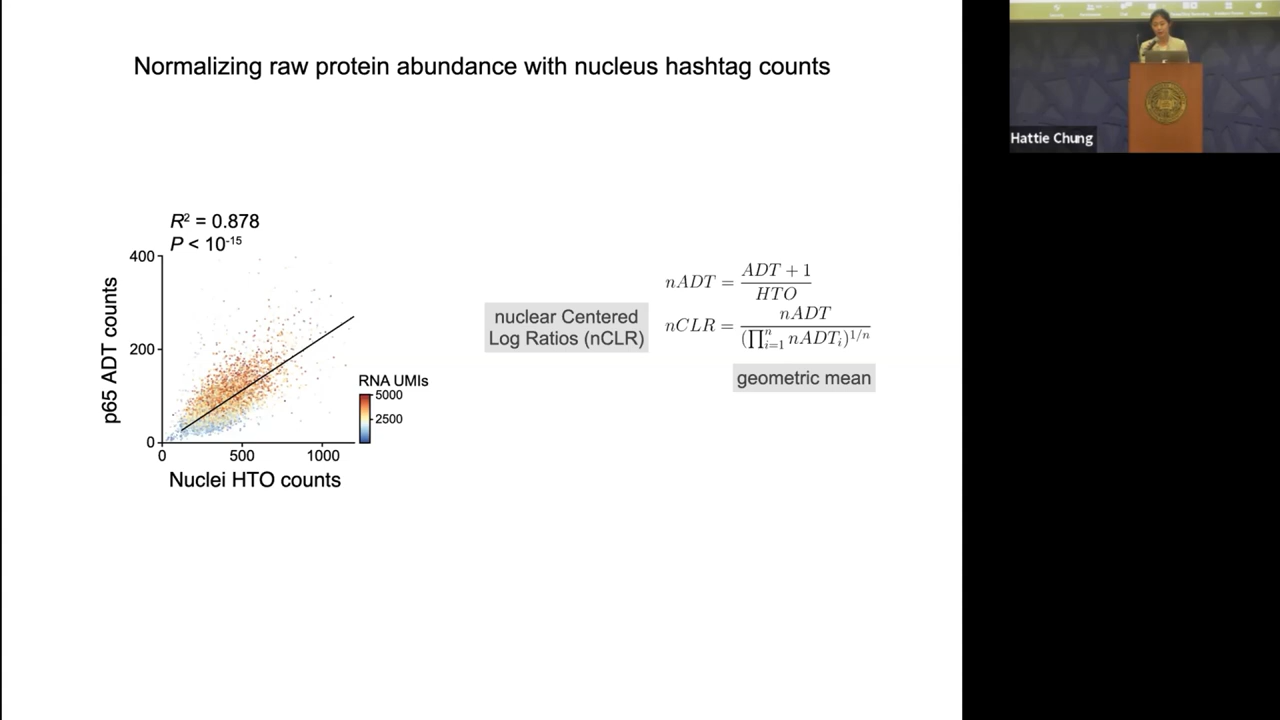 Normalizing raw protein abundance with nucleus hashtag counts
R² = 0.878
P < 10⁻¹⁵
400
200
0
p65 ADT counts
0 500 1000
Nuclei HTO counts
RNA UMIs
5000
2500
nuclear Centered
Log Ratios (nCLR)
nADT = (ADT + 1) / HTO
nCLR = nADT / (∏ⁿᵢ₌₁ nADTᵢ)¹/ⁿ
geometric mean
Hattie Chung